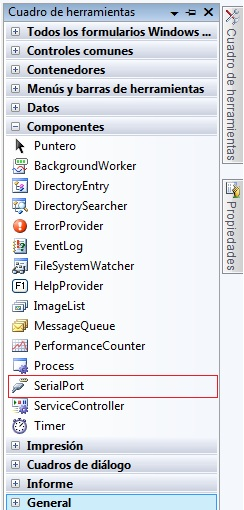 Cuadro de herramientas
Todos los formularios Windows ...
Controles comunes
Contenedores
Menús y barras de herramientas
Datos
Componentes
Puntero
BackgroundWorker
DirectoryEntry
DirectorySearcher
ErrorProvider
EventLog
FileSystemWatcher
F1 HelpProvider
ImageList
MessageQueue
PerformanceCounter
Process
SerialPort
ServiceController
Timer
Impresión
Cuadros de diálogo
Informe
General
Cuadro de herramientas
Propiedades